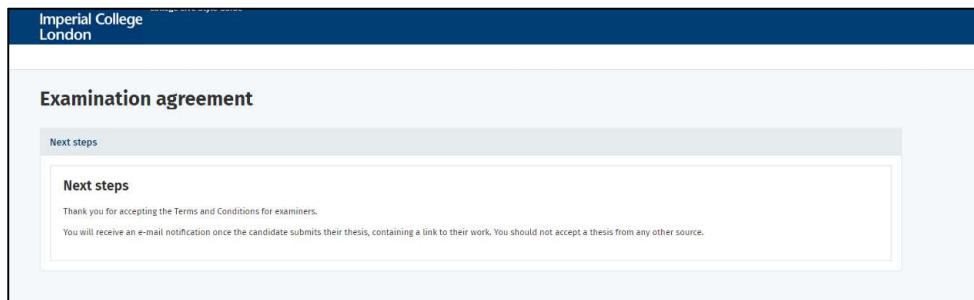 Imperial College
London
Examination agreement
Next steps
Next steps
Thank you for accepting the Terms and Conditions for examiners.
You will receive an e-mail notification once the candidate submits their thesis, containing a link to their work. You should not accept a thesis from any other source.